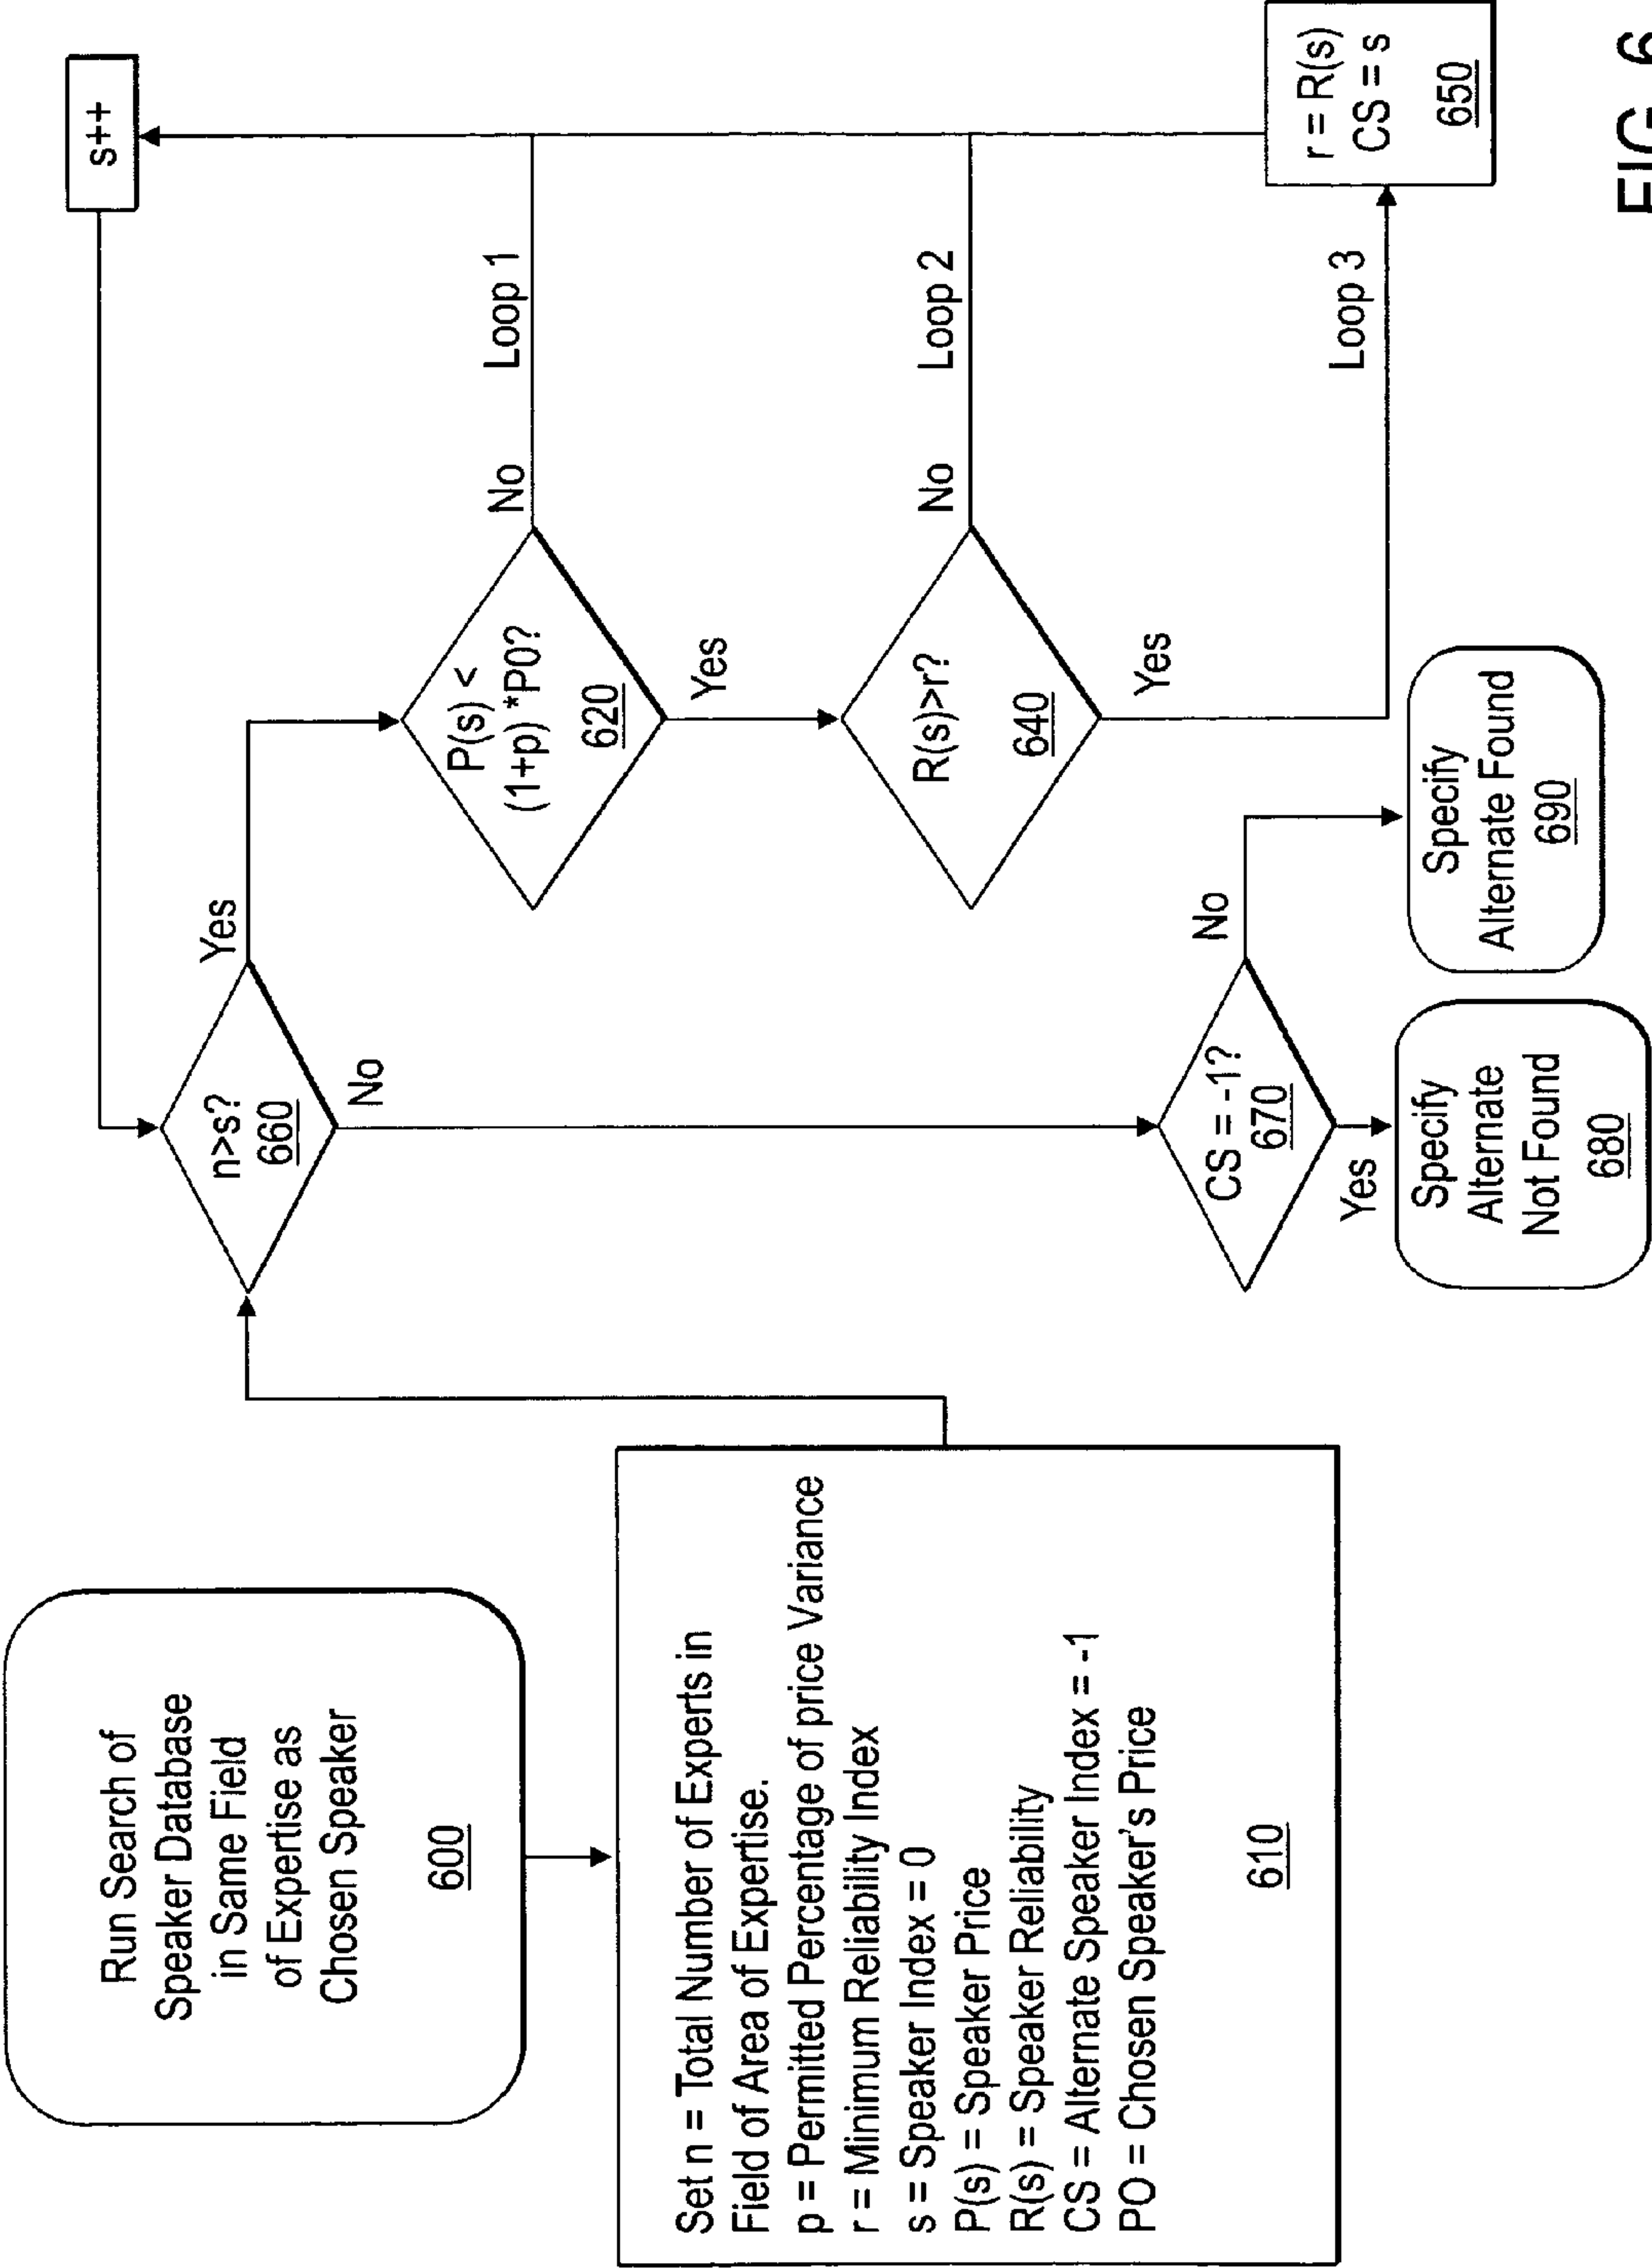 Run Search of
Speaker Database
in Same Field
of Expertise as
Chosen Speaker
600
Set n = Total Number of Experts in
Field of Area of Expertise.
p = Permitted Percentage of price Variance
r = Minimum Reliability Index
s = Speaker Index = 0
P(s) = Speaker Price
R(s) = Speaker Reliability
CS = Alternate Speaker Index = -1
PO = Chosen Speaker's Price
610
s++
n>s?
660
Yes
No
P(s) <
(1+p) *P0?
620
No
Loop 1
Yes
R(s)>r?
640
No
Loop 2
Yes
Loop 3
r = R(s)
CS = s
650
CS = -1?
670
No
Yes
Specify
Alternate Found
690
Specify
Alternate
Not Found
680
FIG. 6